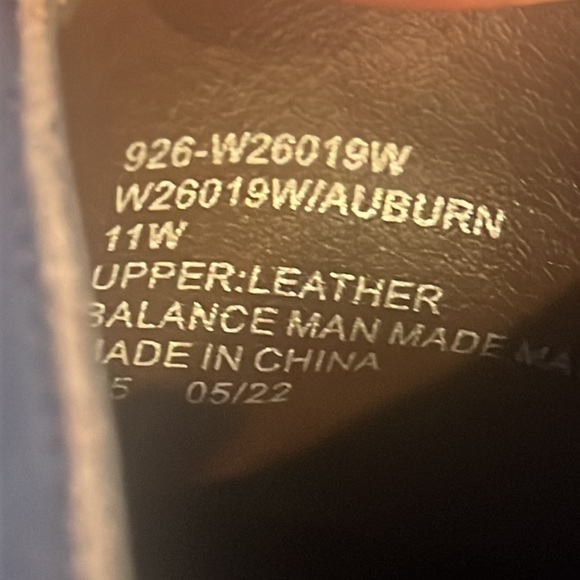 926-W26019W
W26019W/AUBURN
11W
UPPER:LEATHER
BALANCE MAN MADE
MADE IN CHINA
05/22